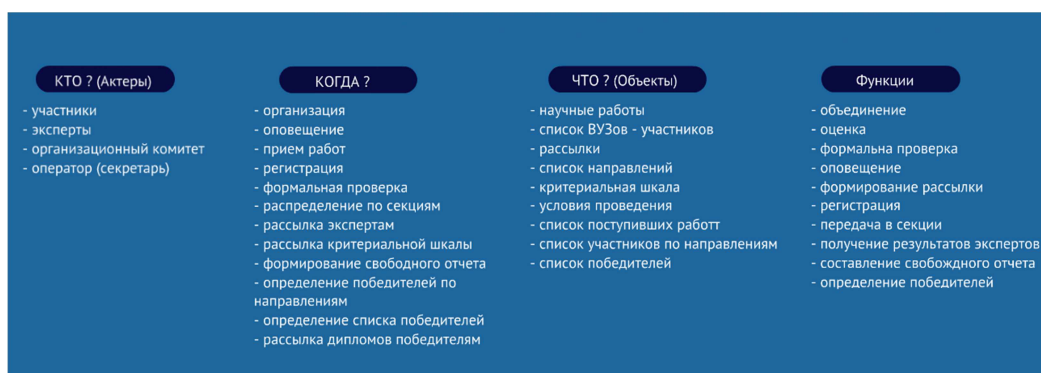 КТО ? (Актеры)
- участники
- эксперты
- организационный комитет
- оператор (секретарь)
КОГДА ?
- организация
- оповещение
- прием работ
- регистрация
- формальная проверка
- распределение по секциям
- рассылка экспертам
- рассылка критериальной шкалы
- формирование свободного отчета
- определение победителей по
направлениям
- определение списка победителей
- рассылка дипломов победителям
ЧТО ? (Объекты)
- научные работы
- список ВУЗов - участников
- рассылки
- список направлений
- критериальная шкала
- условия проведения
- список поступивших работт
- список участников по направлениям
- список победителей
Функции
- объединение
- оценка
- формальна проверка
- оповещение
- формирование рассылки
- регистрация
- передача в секции
- получение результатов экспертов
- составление свобождного отчета
- определение победителей